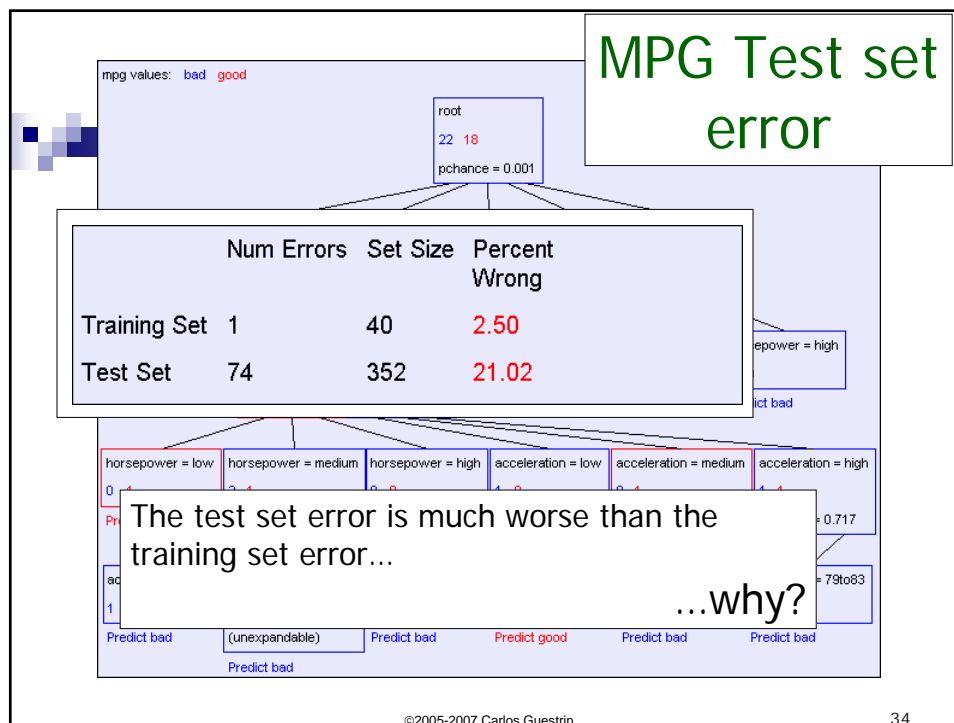 MPG Test set
error
mpg values: bad good
root
22 18
pchance = 0.001
Num Errors Set Size Percent
Wrong
Training Set 1 40 2.50
Test Set 74 352 21.02
epower = high
ict bad
horsepower = low horsepower = medium horsepower = high acceleration = low acceleration = medium acceleration = high
0
The test set error is much worse than the
training set error…
…why?
= 0.717
ac
= 79to83
1
Predict bad (unexpandable) Predict bad Predict good Predict bad Predict bad
Predict bad
©2005-2007 Carlos Guestrin 34